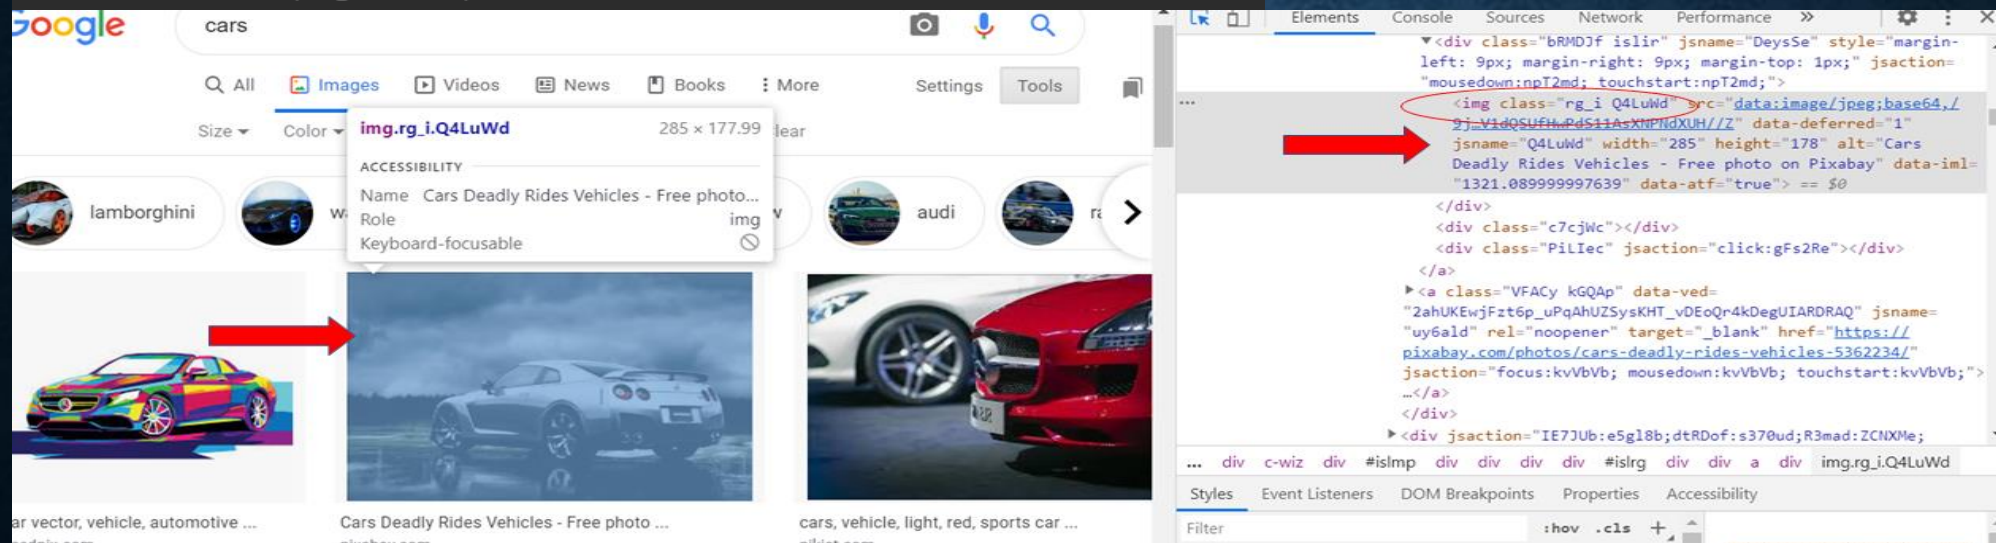 Google
cars
All Images Videos News Books More Settings Tools
Size Color
img.rg_i.Q4LuWd 285 × 177.99
ACCESSIBILITY
Name Cars Deadly Rides Vehicles - Free photo...
Role img
Keyboard-focusable
lamborghini
audi
ar vector, vehicle, automotive ...
Cars Deadly Rides Vehicles - Free photo ...
cars, vehicle, light, red, sports car ...
Elements Console Sources Network Performance »
▼<div class="bRMDJf islir" jsname="DeysSe" style="margin-
left: 9px; margin-right: 9px; margin-top: 1px;" jsaction=
"mousedown:npT2md; touchstart:npT2md;">
... <img class="rg_i Q4LuWd" src="data:image/jpeg;base64,/
9j…V1dQSUfHwPdS11AsXNPNdXUH//Z" data-deferred="1"
jsname="Q4LuWd" width="285" height="178" alt="Cars
Deadly Rides Vehicles - Free photo on Pixabay" data-iml=
"1321.089999997639" data-atf="true"> == $0
</div>
<div class="c7cjWc"></div>
<div class="PiLIec" jsaction="click:gFs2Re"></div>
</a>
▶<a class="VFACy kGQAp" data-ved=
"2ahUKEwjFzt6p_uPqAhUZSysKHT_vDEoQr4kDegUIARDRAQ" jsname=
"uy6ald" rel="noopener" target="_blank" href="https://
pixabay.com/photos/cars-deadly-rides-vehicles-5362234/"
jsaction="focus:kvVbVb; mousedown:kvVbVb; touchstart:kvVbVb;">
…</a>
</div>
▶<div jsaction="IE7JUb:e5gl8b;dtRDof:s370ud;R3mad:ZCNXMe;
... div c-wiz div #islmp div div div div #islrg div div a div img.rg_i.Q4LuWd
Styles Event Listeners DOM Breakpoints Properties Accessibility
Filter :hov .cls +